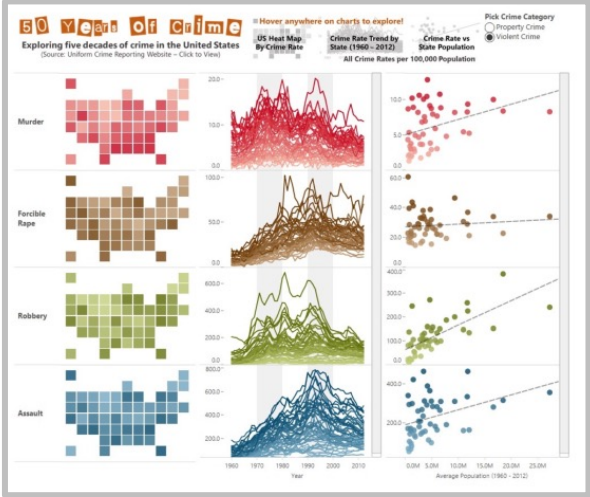 50 Years of Crime
Exploring five decades of crime in the United States
(Source: Uniform Crime Reporting Website – Click to View)
Hover anywhere on charts to explore!
US Heat Map
By Crime Rate
Crime Rate Trend by
State (1960 – 2012)
Crime Rate vs
State Population
All Crime Rates per 100,000 Population
Pick Crime Category
Property Crime
Violent Crime
Murder
20.0
10.0
0.0
10.0
5.0
0.0
Forcible
Rape
100.0
50.0
0.0
60.0
40.0
20.0
0.0
Robbery
600.0
400.0
200.0
0.0
400.0
300.0
200.0
100.0
0.0
Assault
800.0
600.0
400.0
200.0
400.0
200.0
1960
1970
1980
1990
2000
2010
Year
0.0M
5.0M
10.0M
15.0M
20.0M
25.0M
Average Population (1960 – 2012)